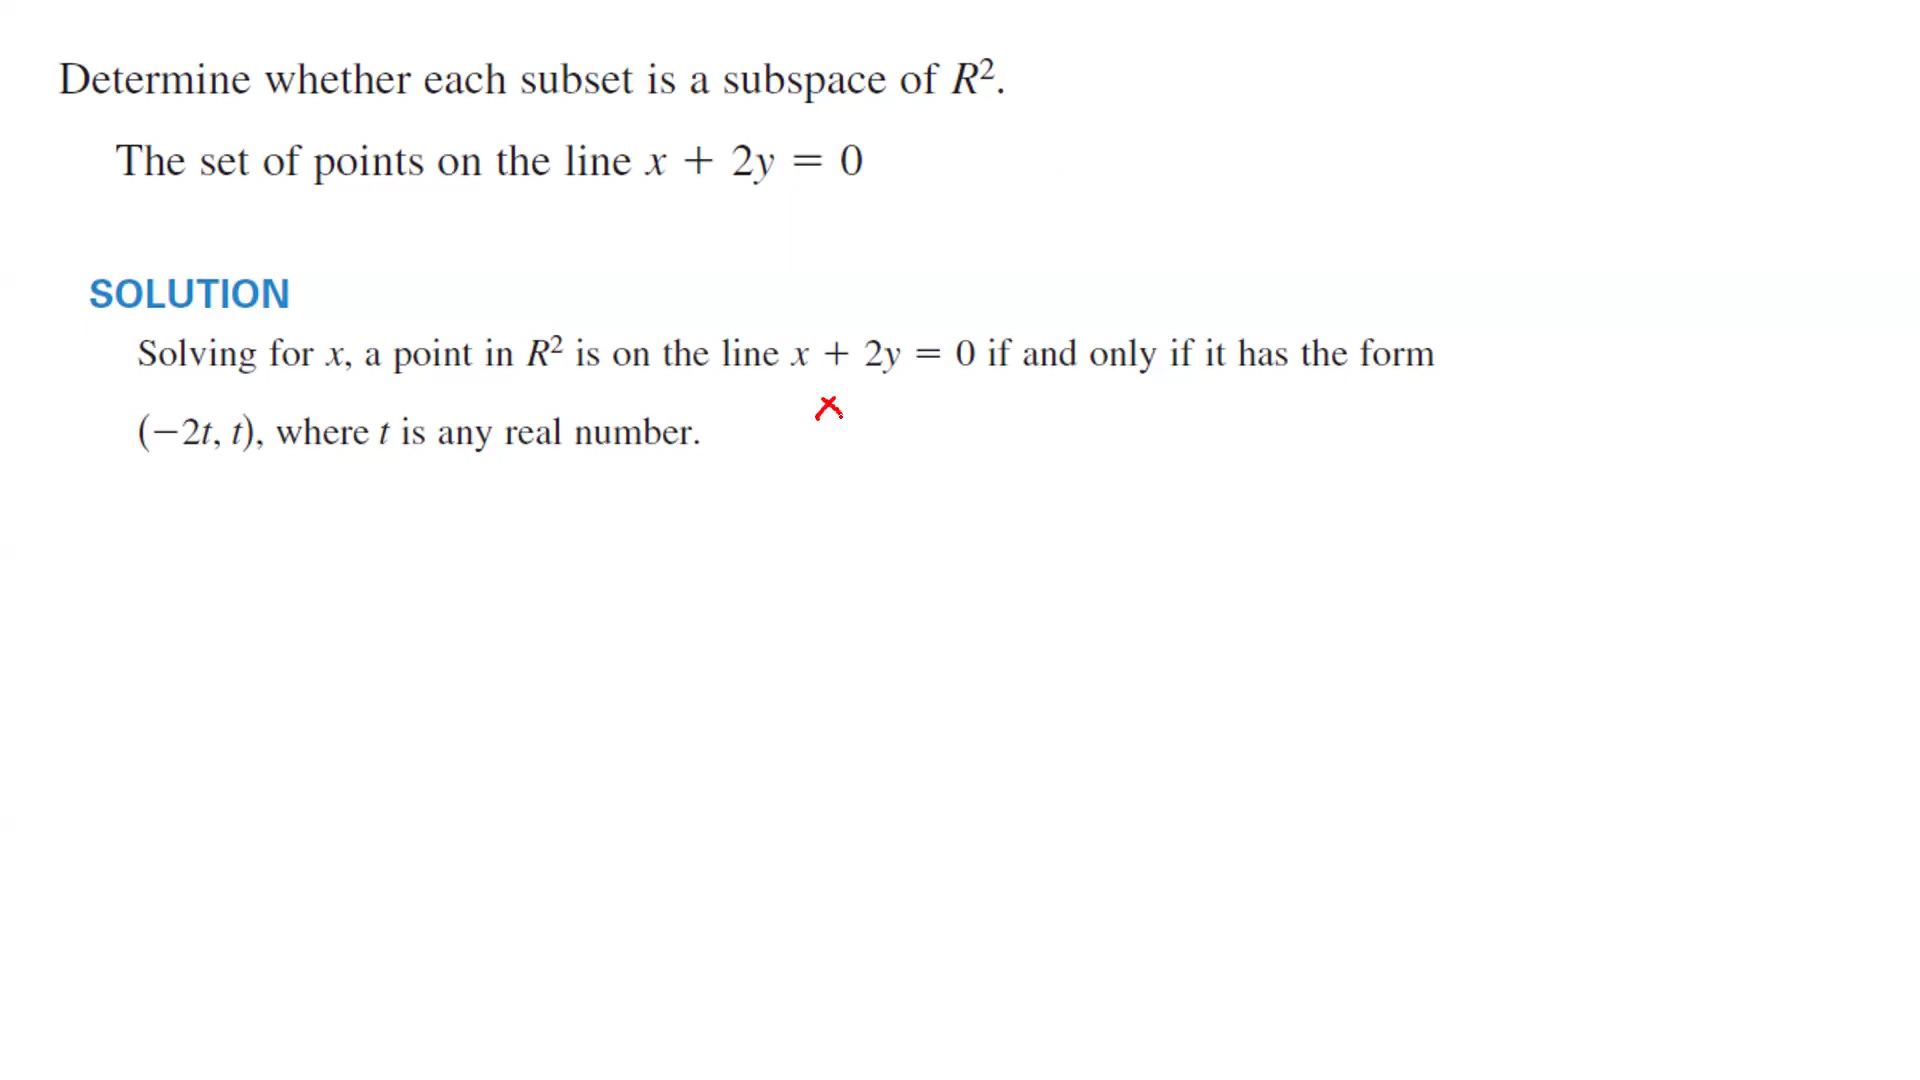 Determine whether each subset is a subspace of R².
The set of points on the line x + 2y = 0
SOLUTION
Solving for x, a point in R² is on the line x + 2y = 0 if and only if it has the form
x
(−2t, t), where t is any real number.